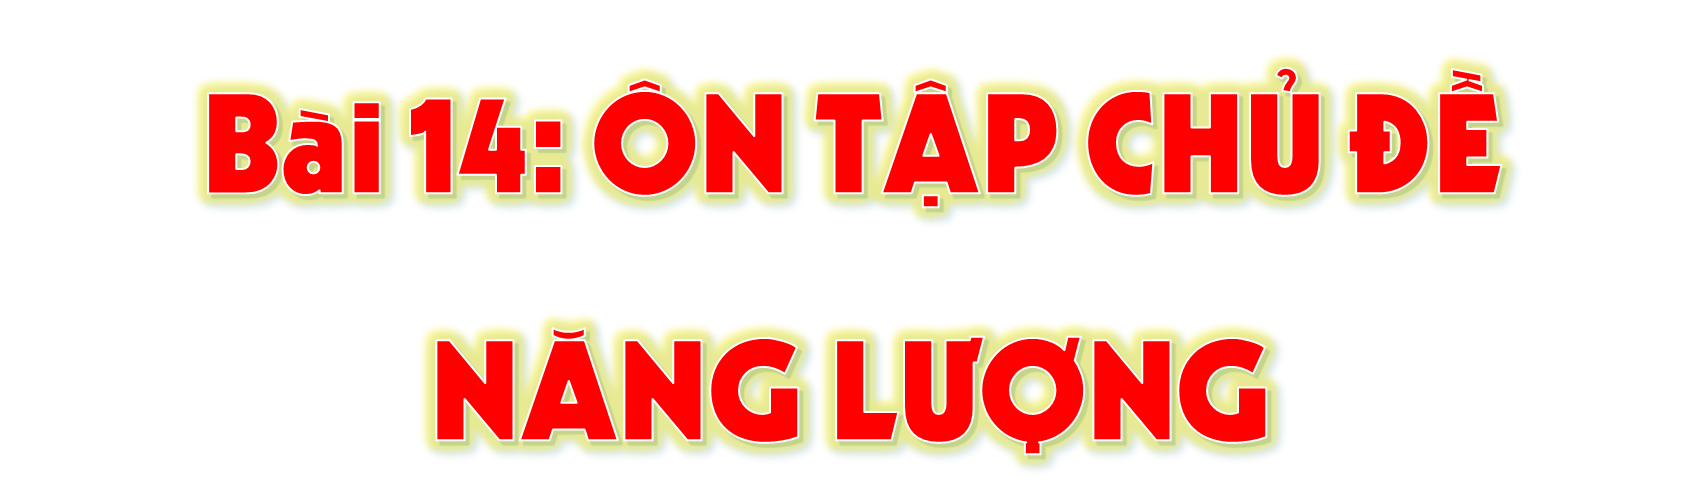 Bài 14: ÔN TẬP CHỦ ĐỀ
NĂNG LƯỢNG